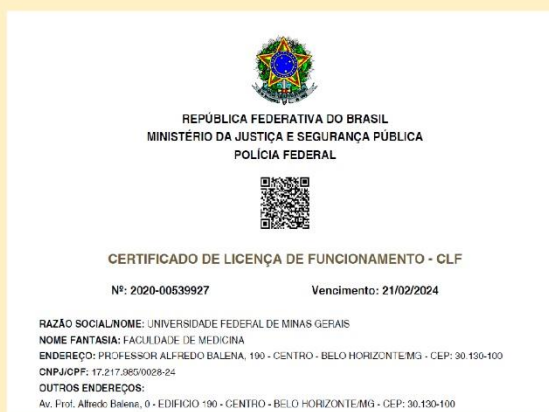 REPÚBLICA FEDERATIVA DO BRASIL
MINISTÉRIO DA JUSTIÇA E SEGURANÇA PÚBLICA
POLÍCIA FEDERAL
CERTIFICADO DE LICENÇA DE FUNCIONAMENTO - CLF
Nº: 2020-00539927 Vencimento: 21/02/2024
RAZÃO SOCIAL/NOME: UNIVERSIDADE FEDERAL DE MINAS GERAIS
NOME FANTASIA: FACULDADE DE MEDICINA
ENDEREÇO: PROFESSOR ALFREDO BALENA, 190 - CENTRO - BELO HORIZONTE/MG - CEP: 30.130-100
CNPJ/CPF: 17.217.985/0028-24
OUTROS ENDEREÇOS:
Av. Prof. Alfredo Balena, 0 - EDIFICIO 190 - CENTRO - BELO HORIZONTE/MG - CEP: 30.130-100